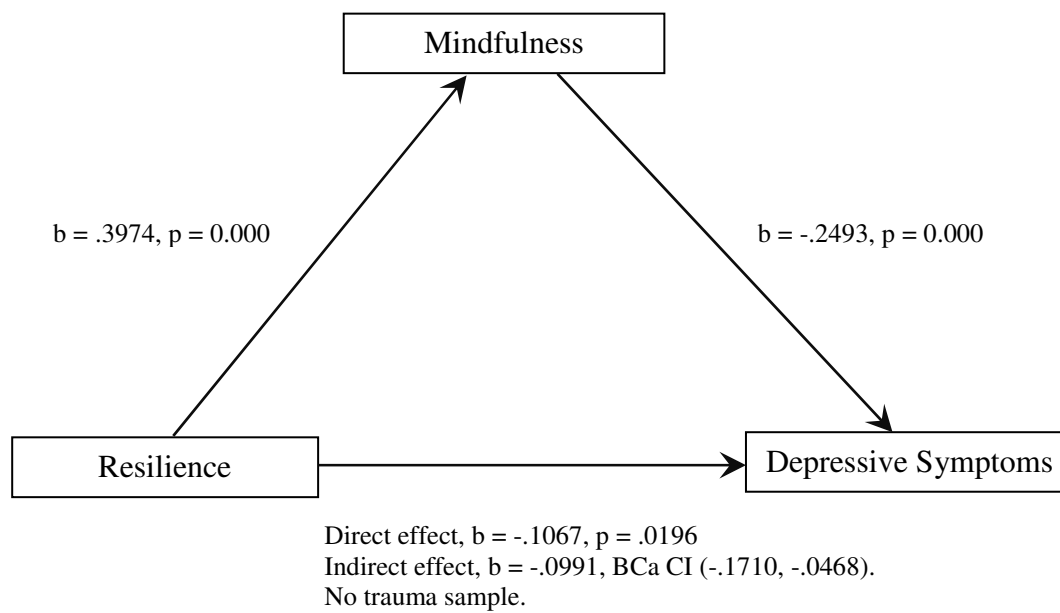 Mindfulness
b = .3974, p = 0.000
b = -.2493, p = 0.000
Resilience
Depressive Symptoms
Direct effect, b = -.1067, p = .0196
Indirect effect, b = -.0991, BCa CI (-.1710, -.0468).
No trauma sample.